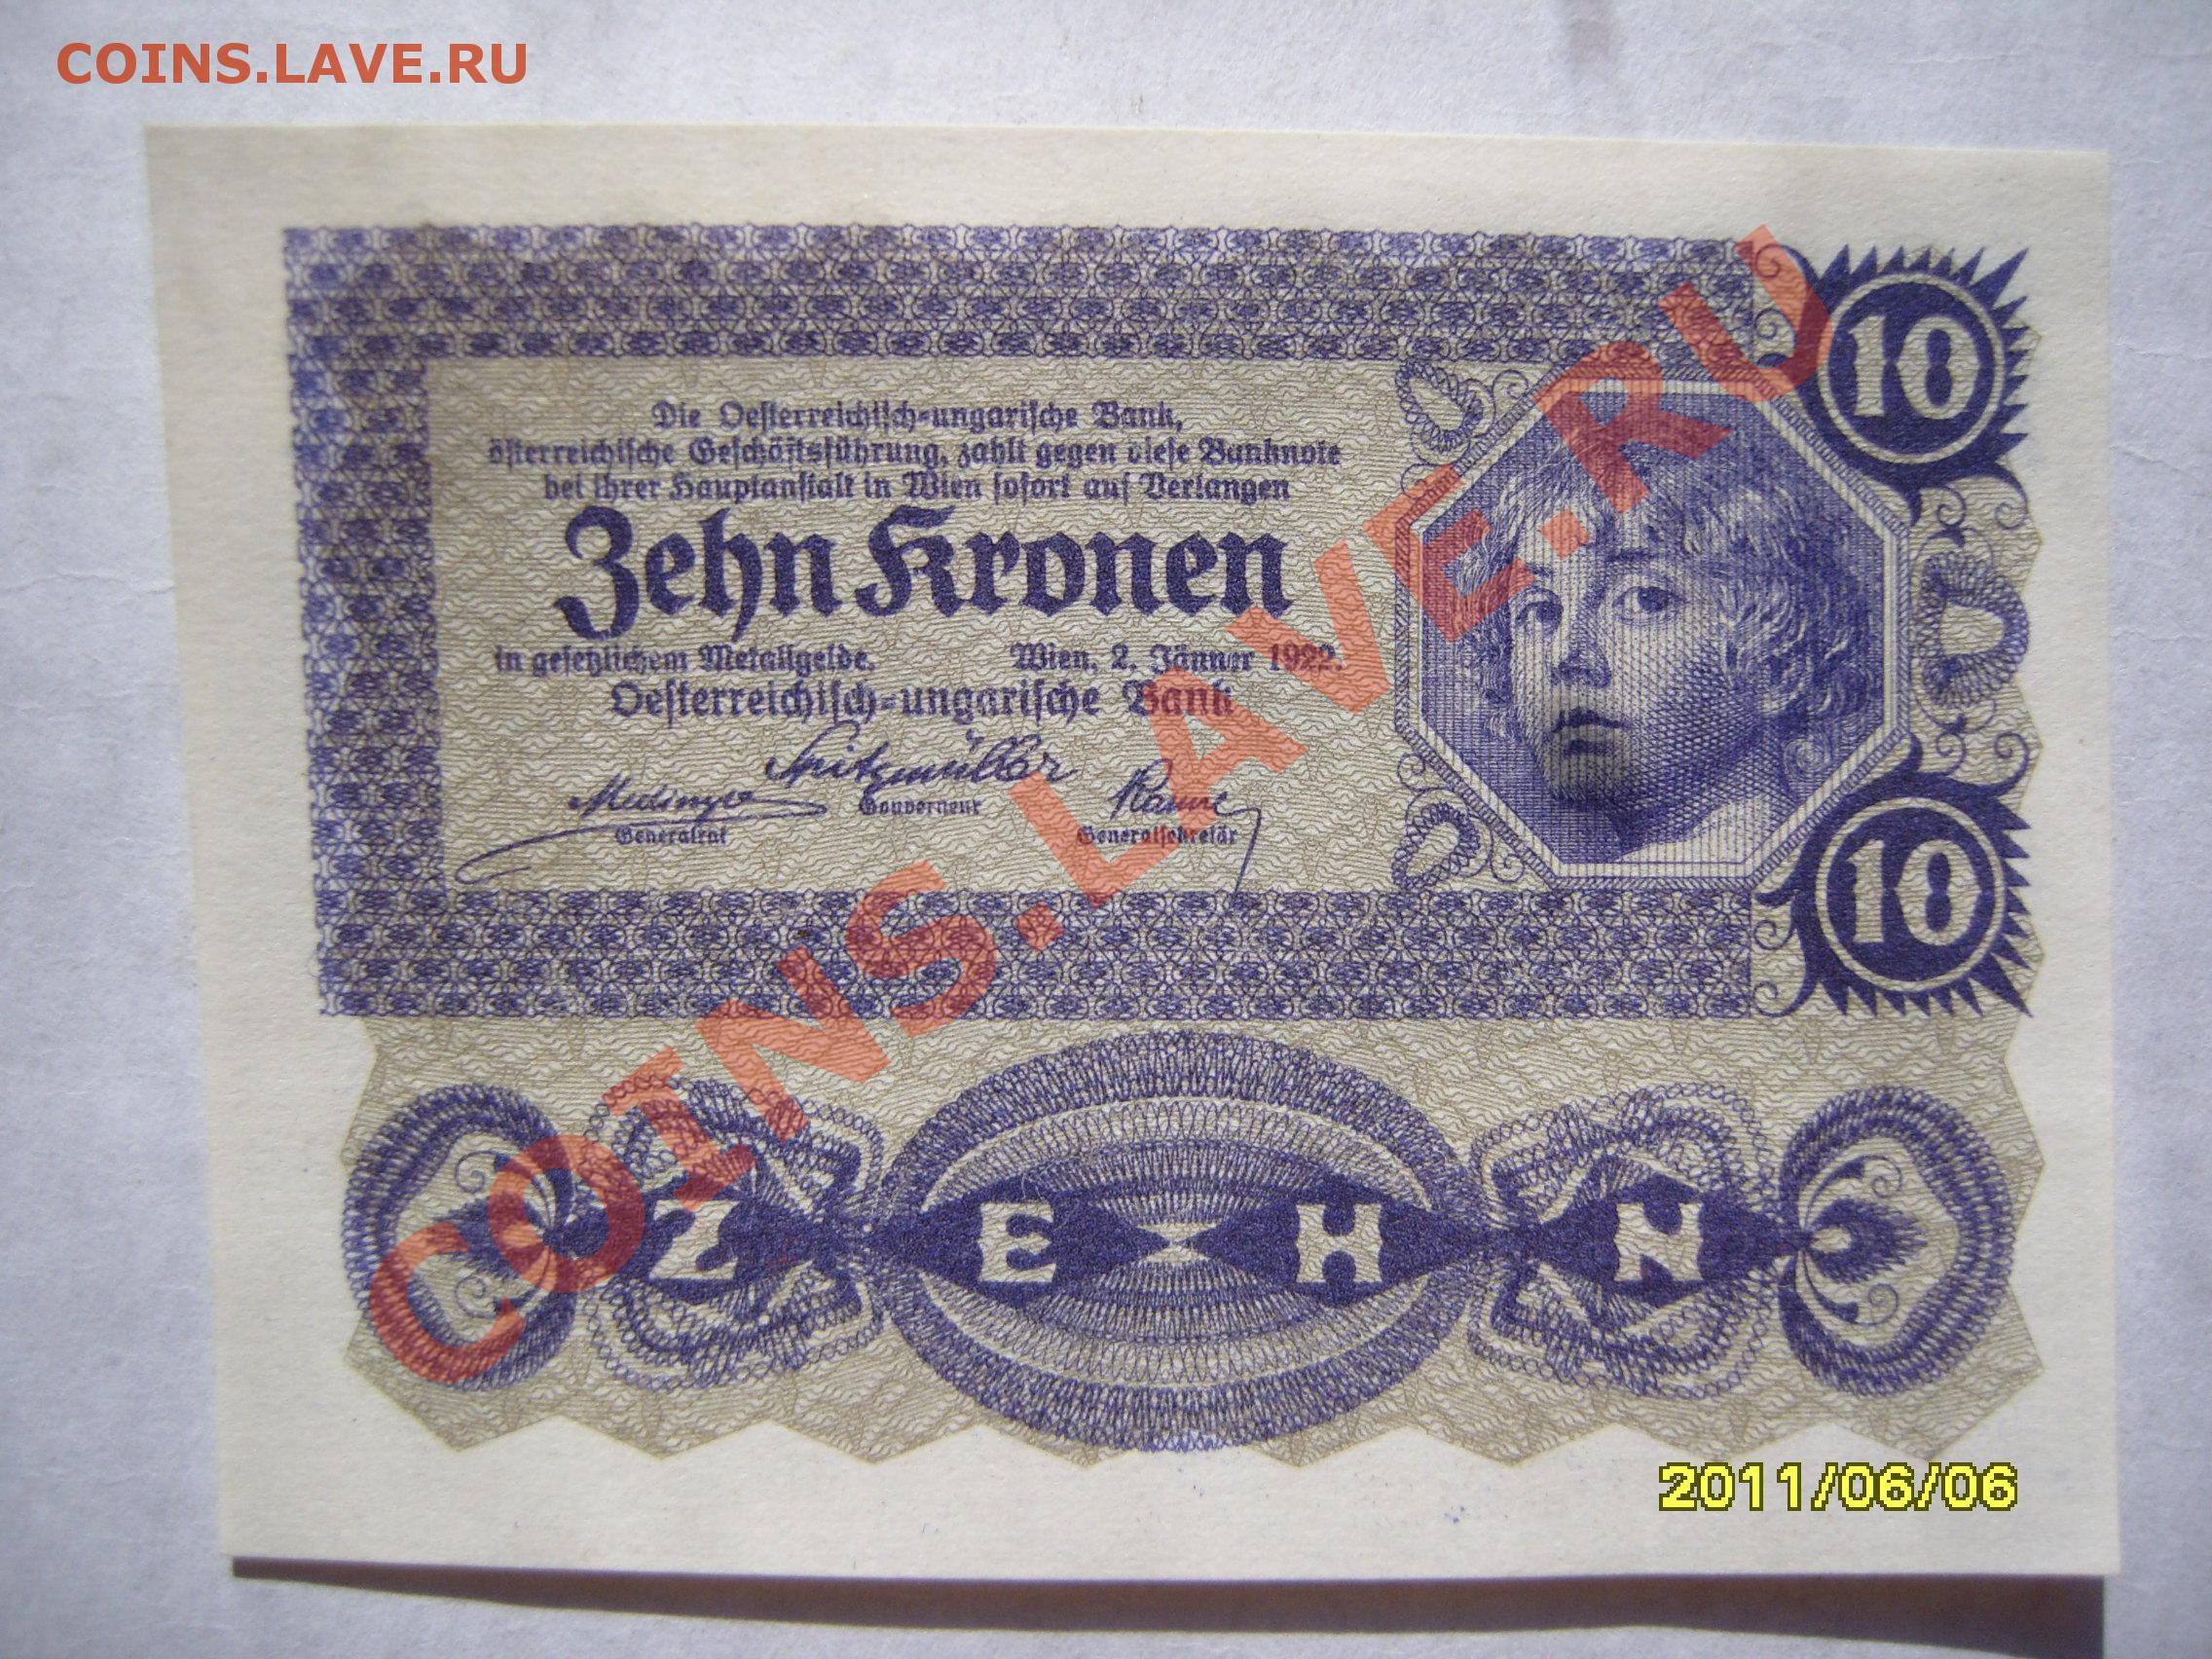 COINS.LAVE.RU
10
Die Oesterreichisch-ungarische Bank,
österreichische Geschäftsführung, zahlt gegen diese Banknote
bei ihrer Hauptanstalt in Wien sofort auf Verlangen
Zehn Kronen
in gesetzlichem Metallgelde.
Wien, 2. Jänner 1922.
Oesterreichisch-ungarische Bank
Spitzmüller
Gouverneur
Generalrat
Generalsekretär
10
COINS.LAVE.RU
ZEHN
2011/06/06